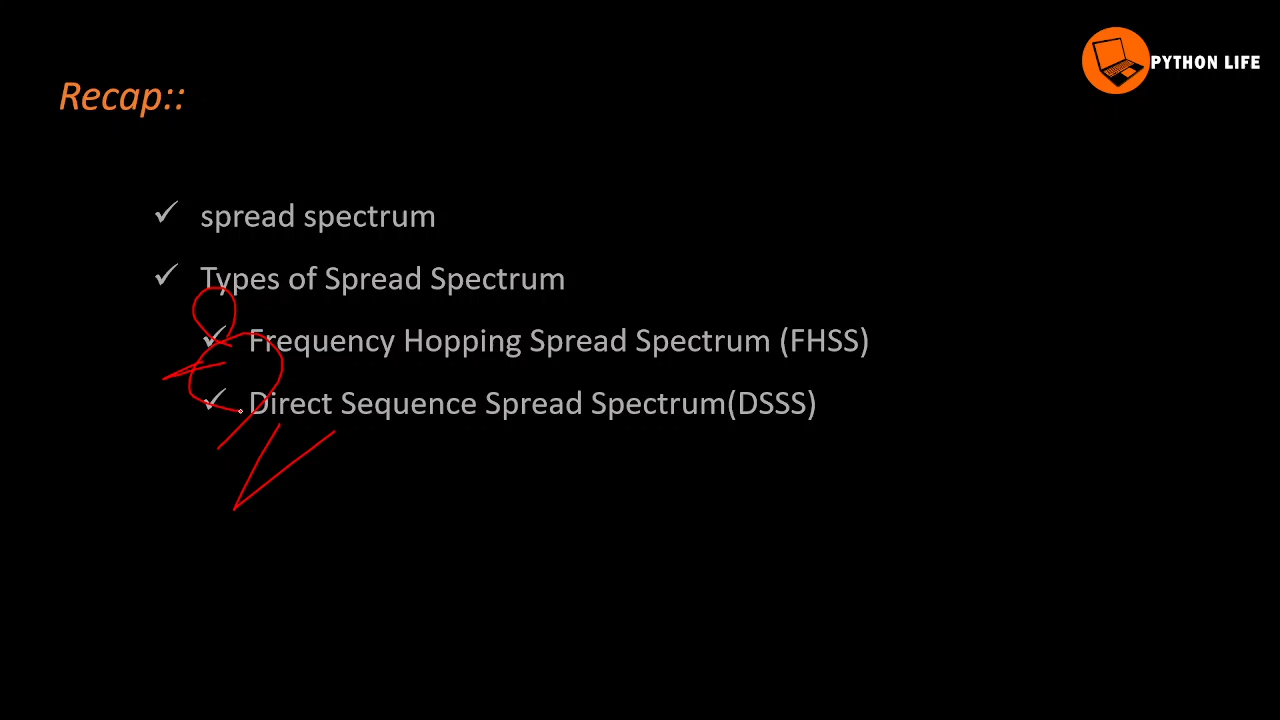 PYTHON LIFE
Recap::
spread spectrum
Types of Spread Spectrum
Frequency Hopping Spread Spectrum (FHSS)
Direct Sequence Spread Spectrum(DSSS)